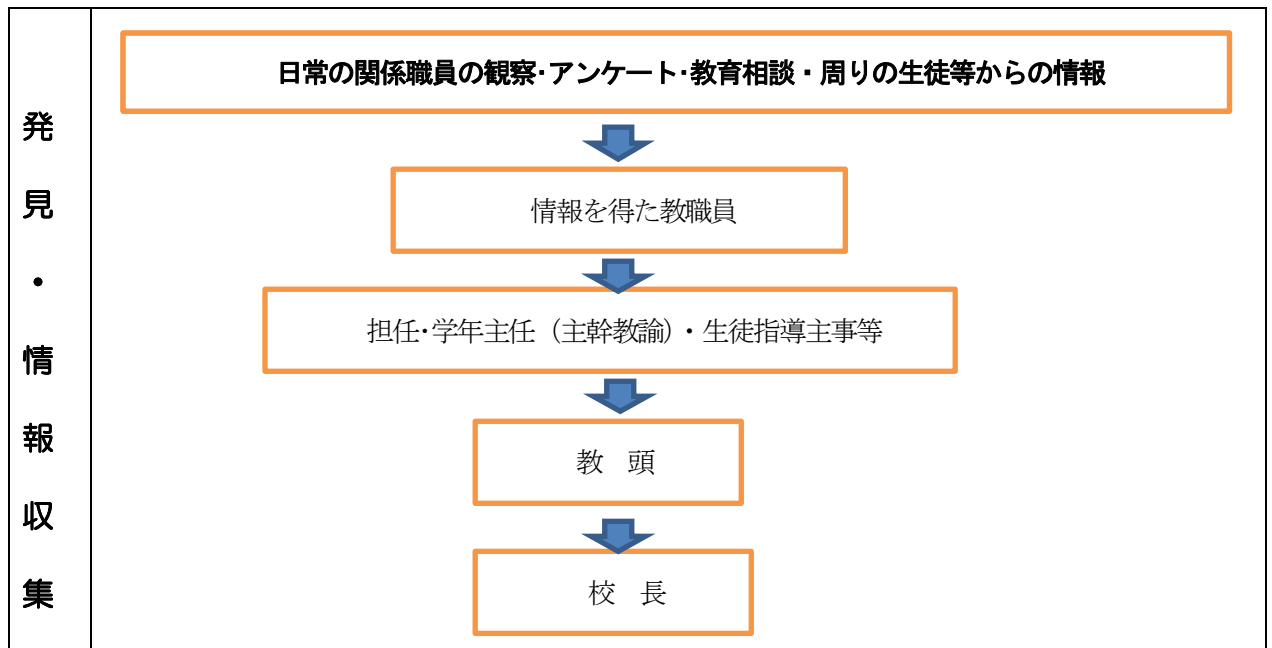 発見・情報収集
日常の関係職員の観察･アンケート･教育相談・周りの生徒等からの情報
情報を得た教職員
担任･学年主任（主幹教諭）・生徒指導主事等
教　頭
校　長